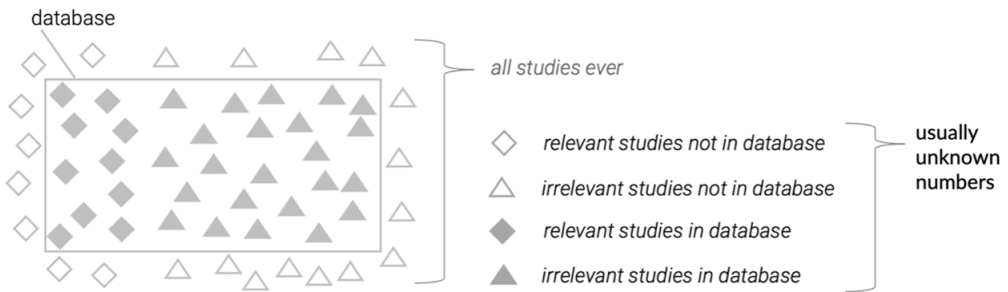 database
all studies ever
relevant studies not in database
irrelevant studies not in database
relevant studies in database
irrelevant studies in database
usually
unknown
numbers